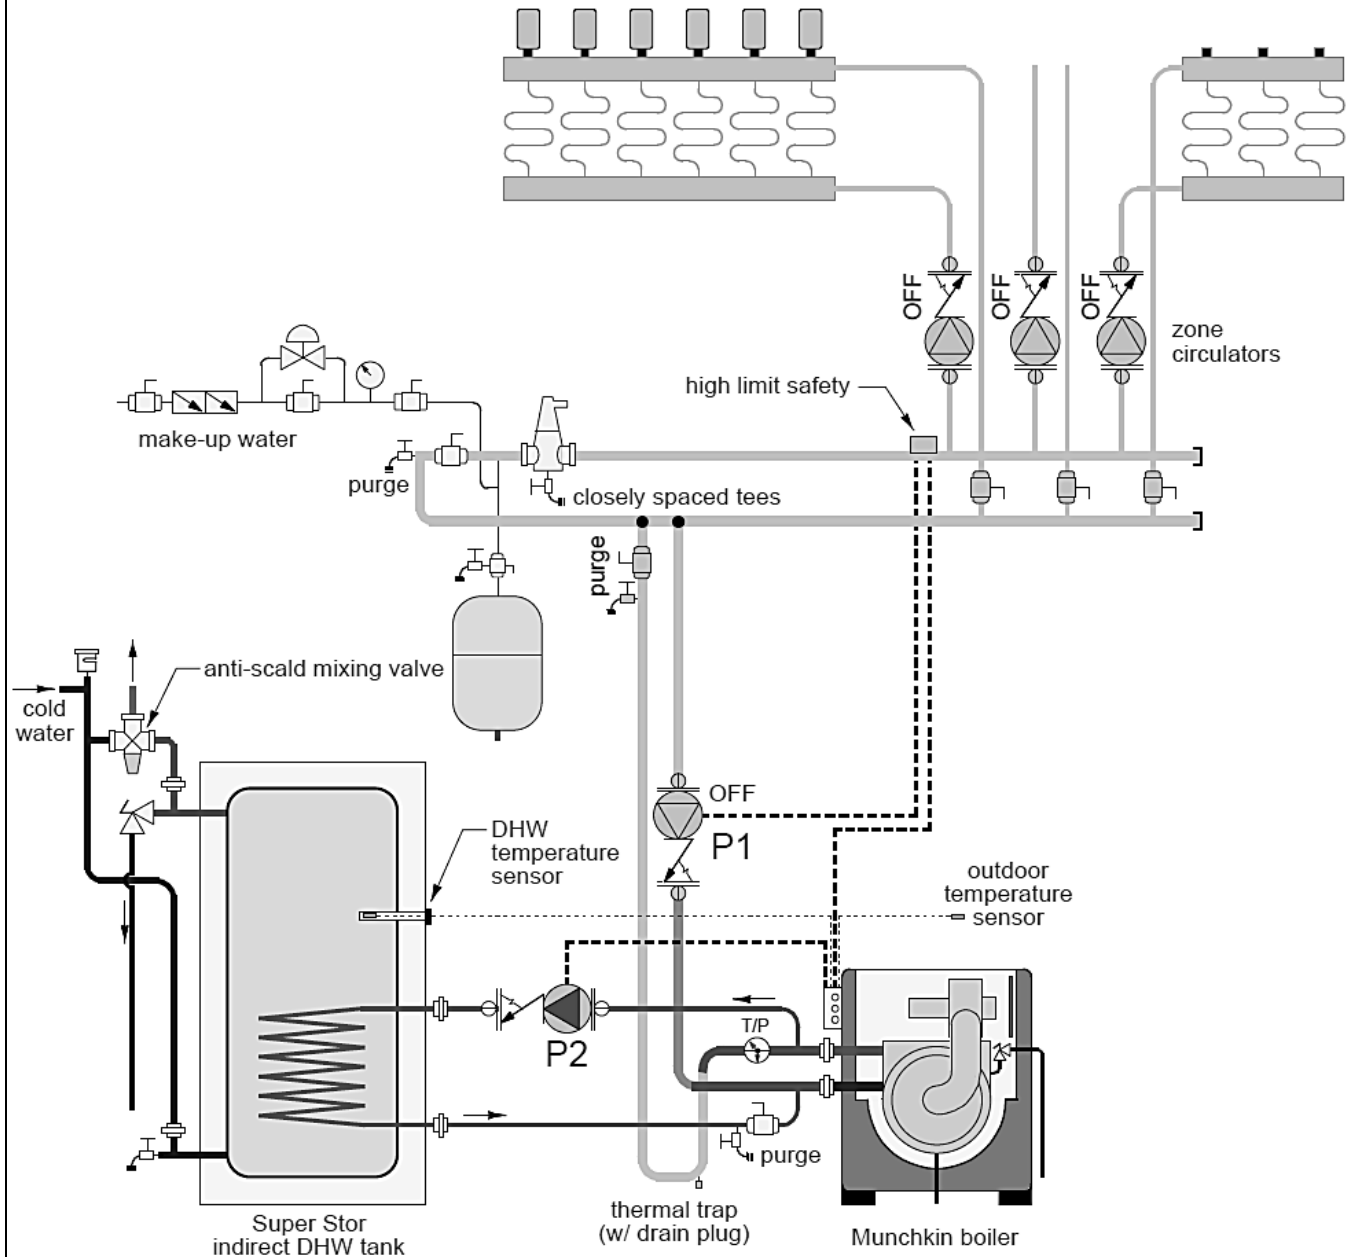 OFF
OFF
OFF
zone
circulators
high limit safety
make-up water
purge
closely spaced tees
purge
anti-scald mixing valve
cold
water
OFF
P1
DHW
temperature
sensor
outdoor
temperature
sensor
T/P
P2
purge
thermal trap
(w/ drain plug)
Super Stor
indirect DHW tank
Munchkin boiler